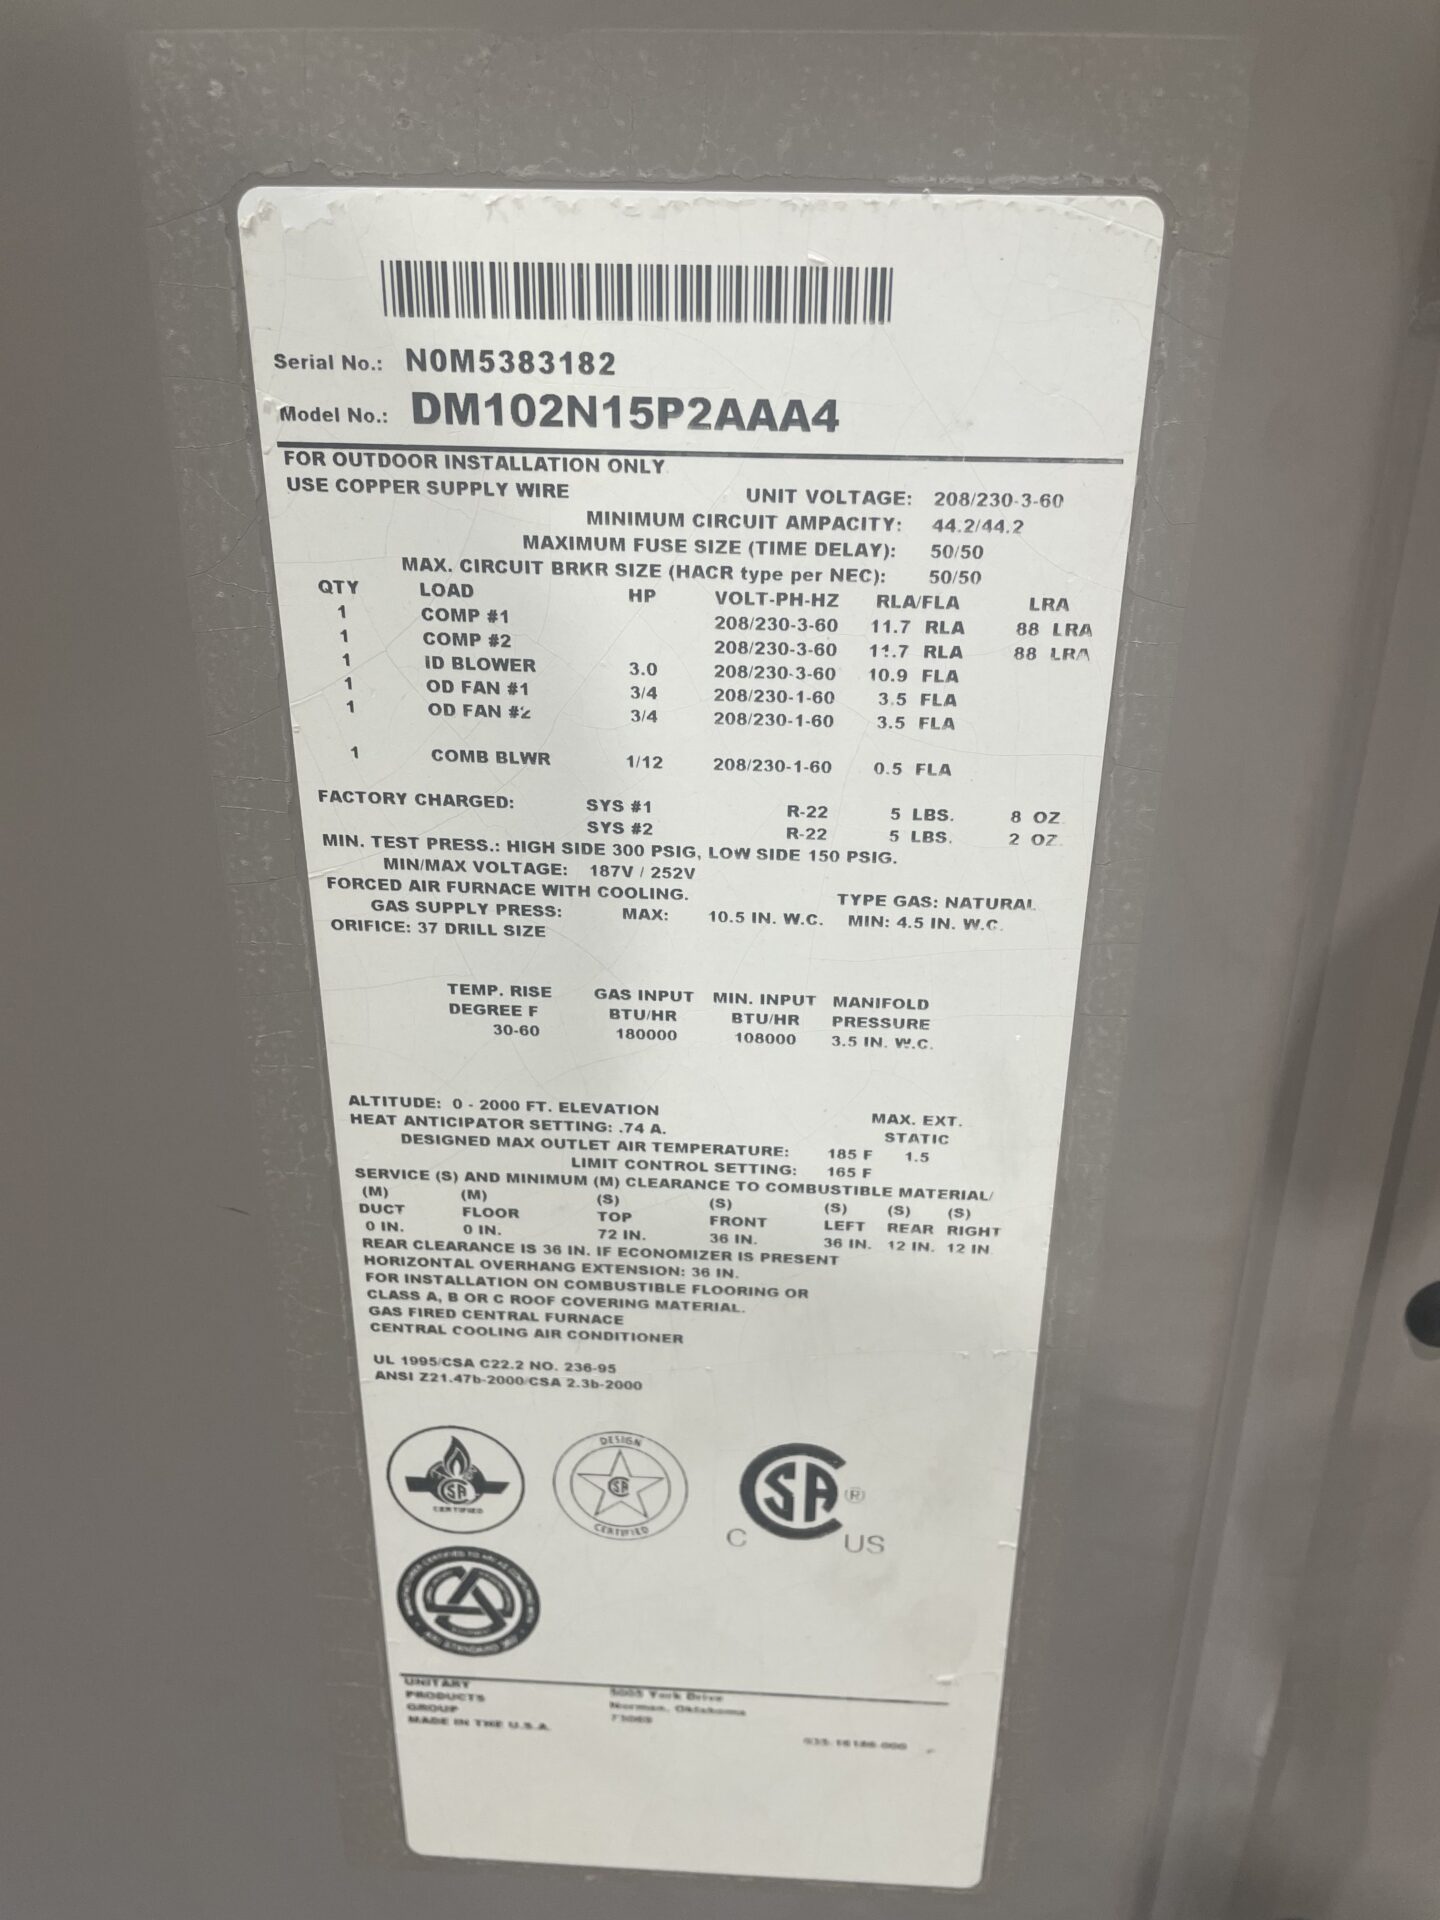 Serial No.: N0M5383182
Model No.: DM102N15P2AAA4
FOR OUTDOOR INSTALLATION ONLY
USE COPPER SUPPLY WIRE
UNIT VOLTAGE: 208/230-3-60
MINIMUM CIRCUIT AMPACITY: 44.2/44.2
MAXIMUM FUSE SIZE (TIME DELAY): 50/50
MAX. CIRCUIT BRKR SIZE (HACR type per NEC): 50/50
QTY LOAD HP VOLT-PH-HZ RLA/FLA LRA
1 COMP #1 208/230-3-60 11.7 RLA 88 LRA
1 COMP #2 208/230-3-60 11.7 RLA 88 LRA
1 ID BLOWER 3.0 208/230-3-60 10.9 FLA
1 OD FAN #1 3/4 208/230-1-60 3.5 FLA
1 OD FAN #2 3/4 208/230-1-60 3.5 FLA
1 COMB BLWR 1/12 208/230-1-60 0.5 FLA
FACTORY CHARGED: SYS #1 R-22 5 LBS. 8 OZ.
SYS #2 R-22 5 LBS. 2 OZ.
MIN. TEST PRESS.: HIGH SIDE 300 PSIG, LOW SIDE 150 PSIG.
MIN/MAX VOLTAGE: 187V / 252V
FORCED AIR FURNACE WITH COOLING. TYPE GAS: NATURAL
GAS SUPPLY PRESS: MAX: 10.5 IN. W.C. MIN: 4.5 IN. W.C.
ORIFICE: 37 DRILL SIZE
TEMP. RISE GAS INPUT MIN. INPUT MANIFOLD
DEGREE F BTU/HR BTU/HR PRESSURE
30-60 180000 108000 3.5 IN. W.C.
ALTITUDE: 0 - 2000 FT. ELEVATION
HEAT ANTICIPATOR SETTING: .74 A. MAX. EXT.
STATIC
DESIGNED MAX OUTLET AIR TEMPERATURE: 185 F 1.5
LIMIT CONTROL SETTING: 165 F
SERVICE (S) AND MINIMUM (M) CLEARANCE TO COMBUSTIBLE MATERIAL/
(M) (M) (S) (S) (S) (S) (S)
DUCT FLOOR TOP FRONT LEFT REAR RIGHT
0 IN. 0 IN. 72 IN. 36 IN. 36 IN. 12 IN. 12 IN.
REAR CLEARANCE IS 36 IN. IF ECONOMIZER IS PRESENT
HORIZONTAL OVERHANG EXTENSION: 36 IN.
FOR INSTALLATION ON COMBUSTIBLE FLOORING OR
CLASS A, B OR C ROOF COVERING MATERIAL.
GAS FIRED CENTRAL FURNACE
CENTRAL COOLING AIR CONDITIONER
UL 1995/CSA C22.2 NO. 236-95
ANSI Z21.47b-2000/CSA 2.3b-2000
SA CERTIFIED
DESIGN SA CERTIFIED
CSA ®
C US
UNITARY
PRODUCTS
GROUP
MADE IN THE U.S.A.
5005 York Drive
Norman, Oklahoma
73069